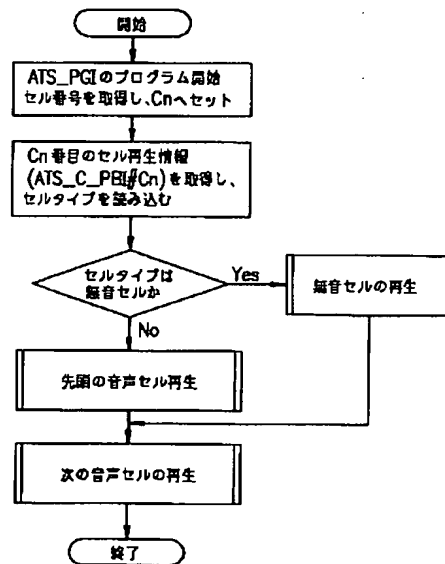 開始
ATS_PGIのプログラム開始
セル番号を取得し、Cnへセット
Cn番目のセル再生情報
(ATS_C_PBI#Cn)を取得し、
セルタイプを読み込む
セルタイプは
無音セルか
Yes
無音セルの再生
No
先頭の音声セル再生
次の音声セルの再生
終了